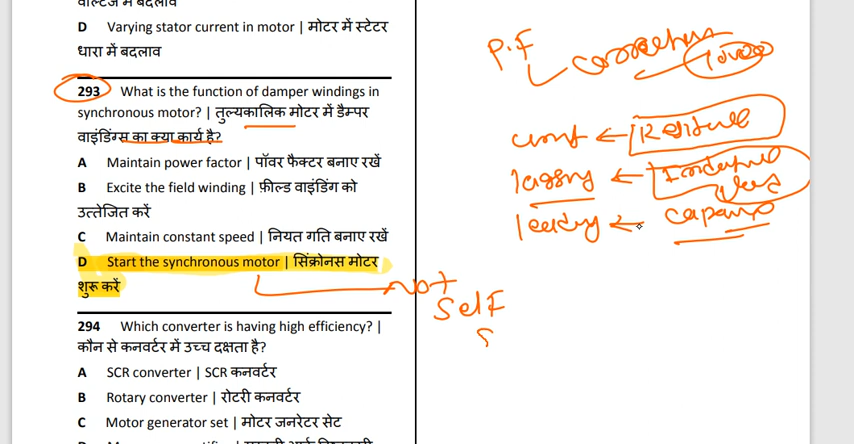 वोल्टेज में बदलाव
D Varying stator current in motor | मोटर में स्टेटर
धारा में बदलाव
293 What is the function of damper windings in
synchronous motor? | तुल्यकालिक मोटर में डैम्पर
वाइंडिंग्स का क्या कार्य है?
A Maintain power factor | पॉवर फैक्टर बनाए रखें
B Excite the field winding | फ़ील्ड वाइंडिंग को
उत्तेजित करें
C Maintain constant speed | नियत गति बनाए रखें
D Start the synchronous motor | सिंक्रोनस मोटर
शुरू करें
294 Which converter is having high efficiency? |
कौन से कनवर्टर में उच्च दक्षता है?
A SCR converter | SCR कनवर्टर
B Rotary converter | रोटरी कनवर्टर
C Motor generator set | मोटर जनरेटर सेट
P.F
unit
lagging
leading
Not
Self
S